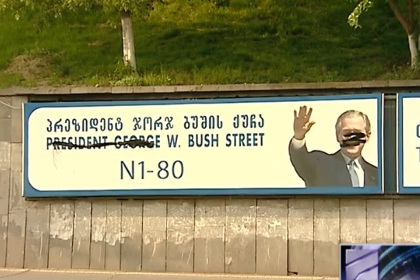 პრეზიდენტ ჯორჯ ბუშის ქუჩა
PRESIDENT GEORGE W. BUSH STREET
N1-80